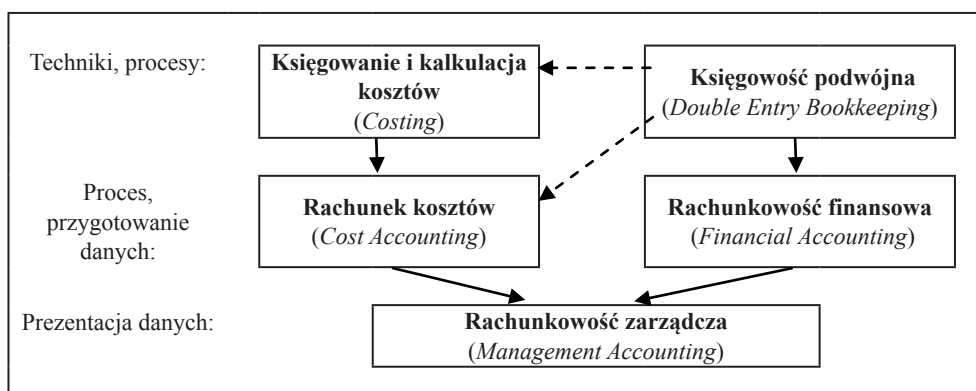 Techniki, procesy:
Księgowanie i kalkulacja
kosztów
(Costing)
Księgowość podwójna
(Double Entry Bookkeeping)
Proces,
przygotowanie
danych:
Rachunek kosztów
(Cost Accounting)
Rachunkowość finansowa
(Financial Accounting)
Prezentacja danych:
Rachunkowość zarządcza
(Management Accounting)